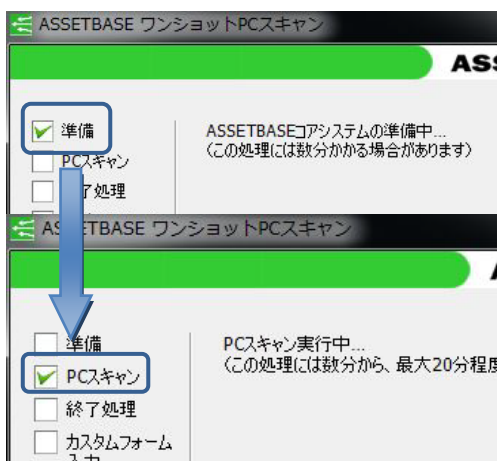 ASSETBASE ワンショットPCスキャン
準備
ASSETBASEコアシステムの準備中...
(この処理には数分かかる場合があります)
PCスキャン
了処理
ASSETBASE ワンショットPCスキャン
準備
PCスキャン実行中...
(この処理には数分から、最大20分程度
PCスキャン
終了処理
カスタムフォーム
入力